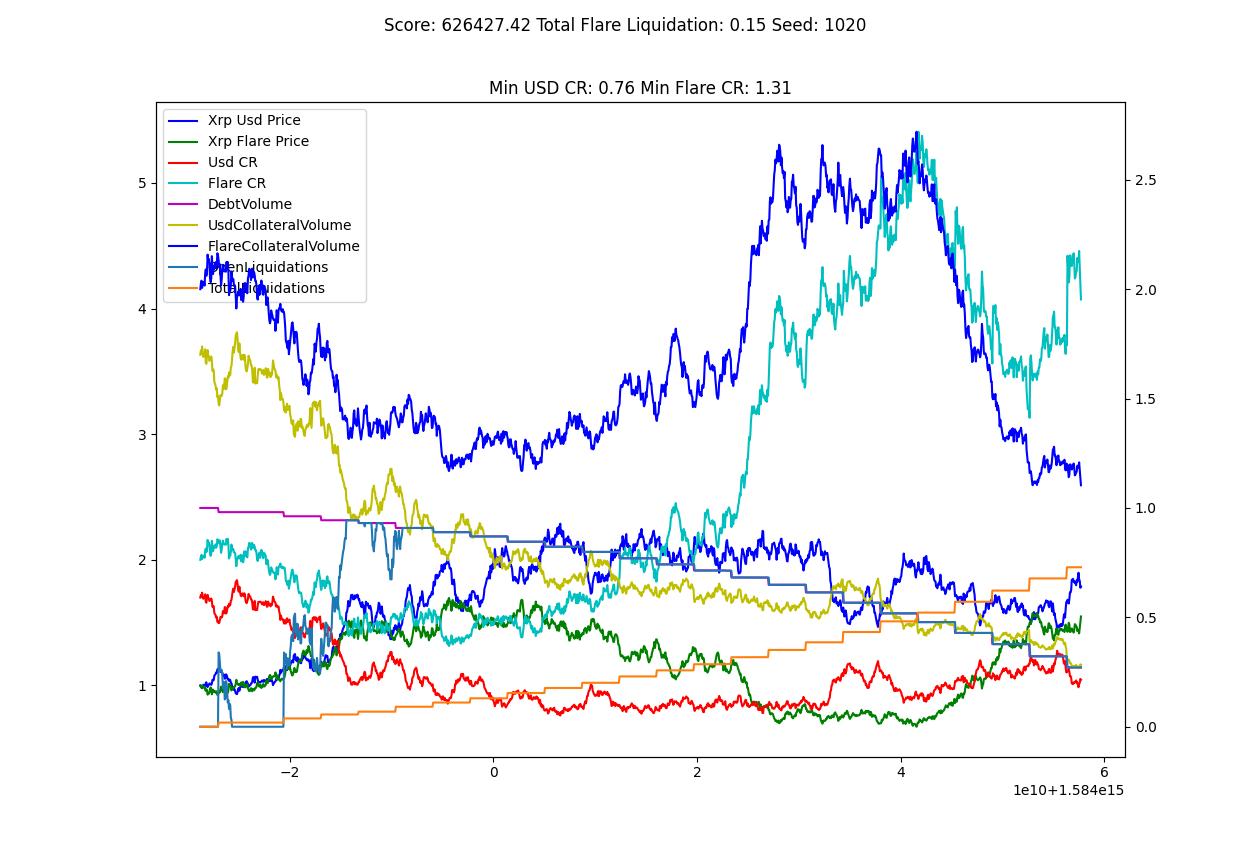 Score: 626427.42 Total Flare Liquidation: 0.15 Seed: 1020
Min USD CR: 0.76 Min Flare CR: 1.31
Xrp Usd Price
Xrp Flare Price
Usd CR
Flare CR
DebtVolume
UsdCollateralVolume
FlareCollateralVolume
OpenLiquidations
TotalLiquidations
5
4
3
2
1
2.5
2.0
1.5
1.0
0.5
0.0
−2
0
2
4
6
1e10+1.584e15